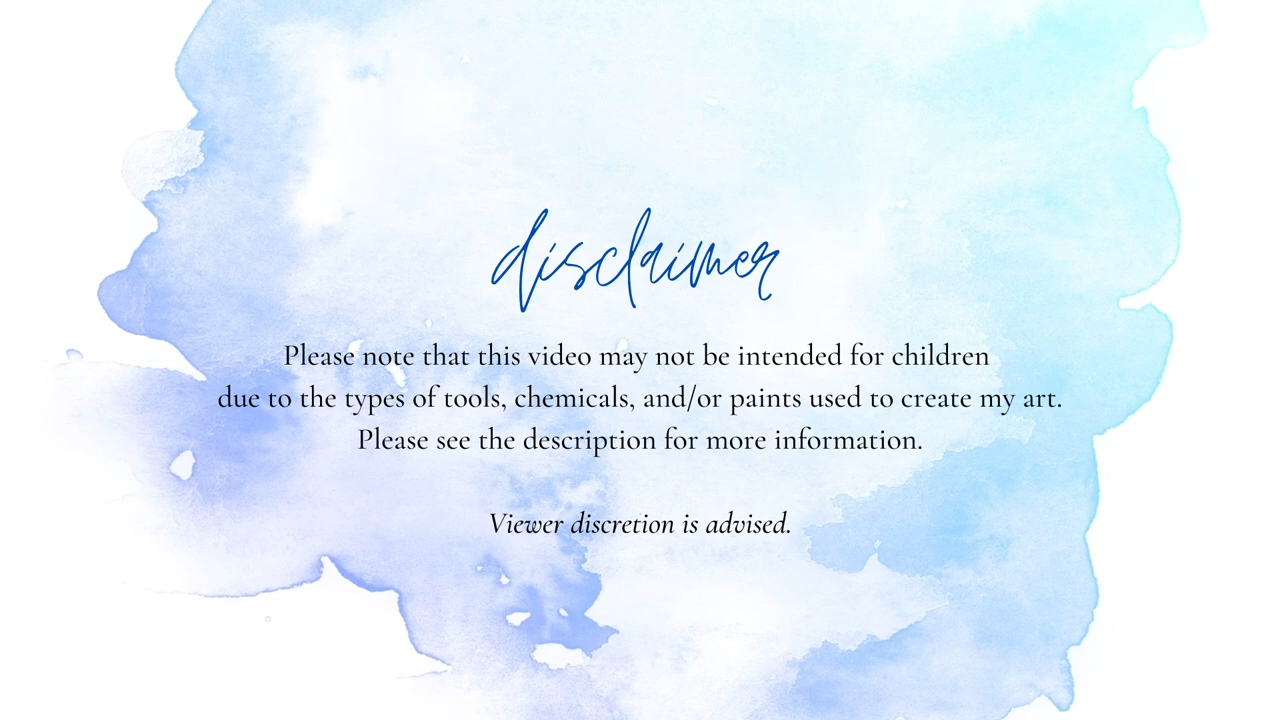 disclaimer
Please note that this video may not be intended for children
due to the types of tools, chemicals, and/or paints used to create my art.
Please see the description for more information.
Viewer discretion is advised.